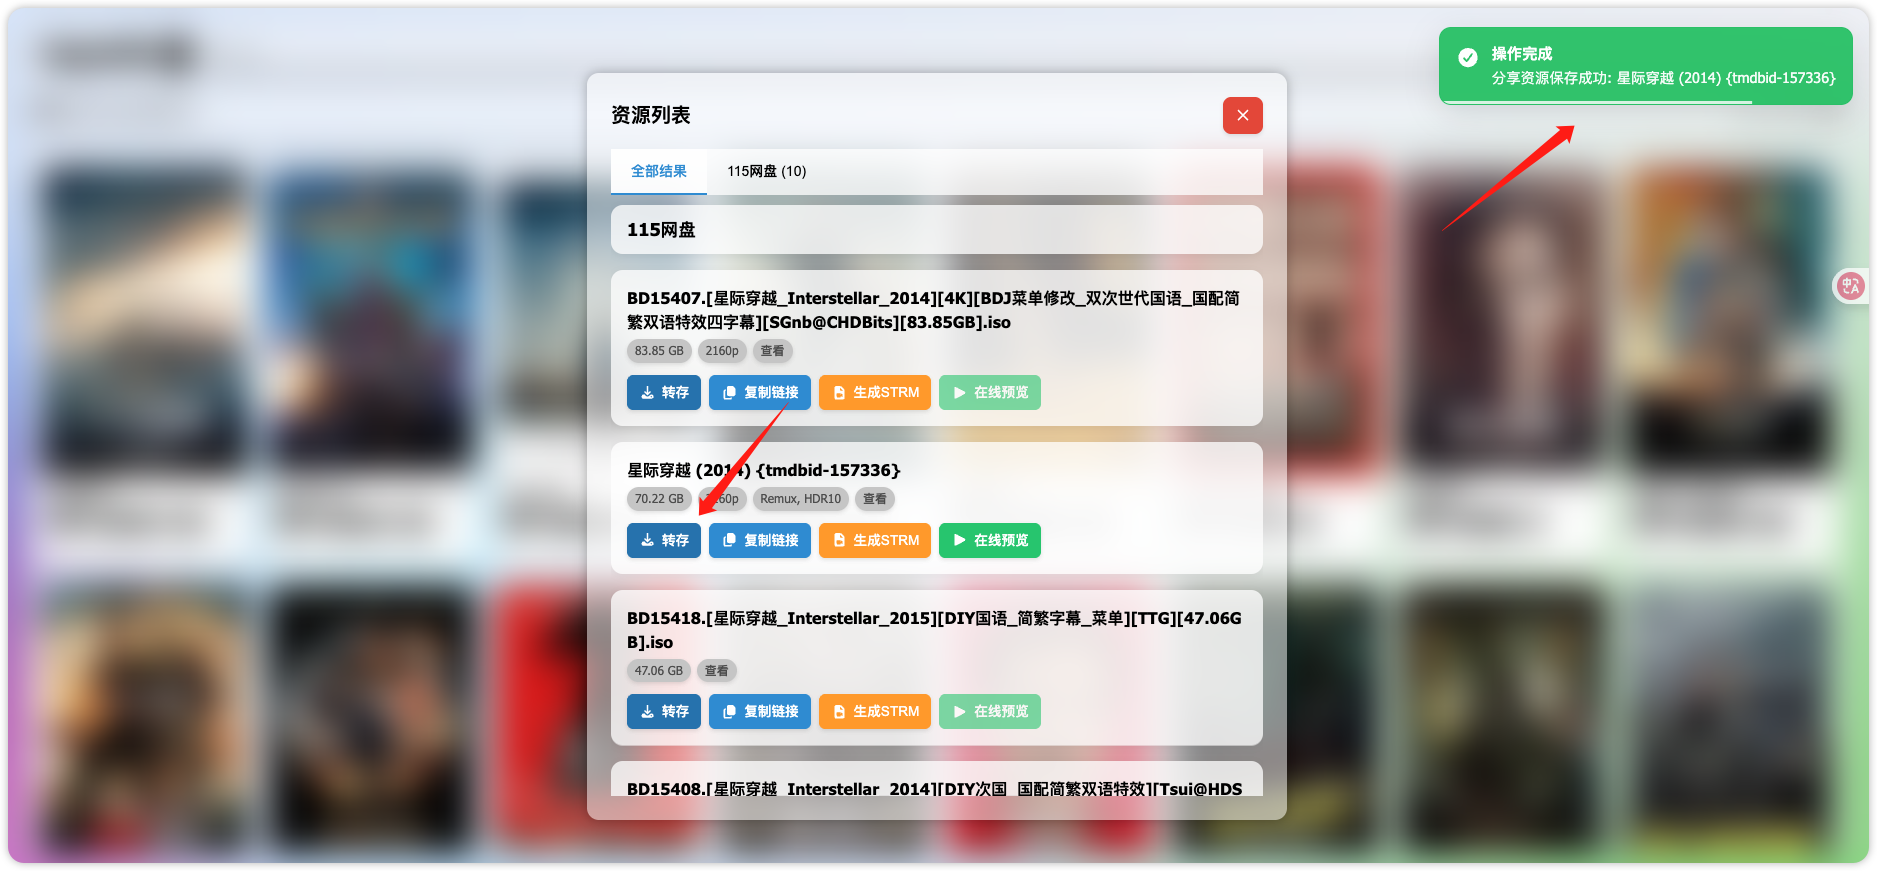 操作完成
分享资源保存成功: 星际穿越 (2014) {tmdbid-157336}
资源列表
全部结果
115网盘 (10)
115网盘
BD15407.[星际穿越_Interstellar_2014][4K][BDJ菜单修改_双次世代国语_国配简
繁双语特效四字幕][SGnb@CHDBits][83.85GB].iso
83.85 GB 2160p 查看
转存 复制链接 生成STRM 在线预览
星际穿越 (2014) {tmdbid-157336}
70.22 GB 2160p Remux, HDR10 查看
转存 复制链接 生成STRM 在线预览
BD15418.[星际穿越_Interstellar_2015][DIY国语_简繁字幕_菜单][TTG][47.06G
B].iso
47.06 GB 查看
转存 复制链接 生成STRM 在线预览
BD15408.[星际穿越_Interstellar_2014][DIY次国_国配简繁双语特效][Tsui@HDS
中A